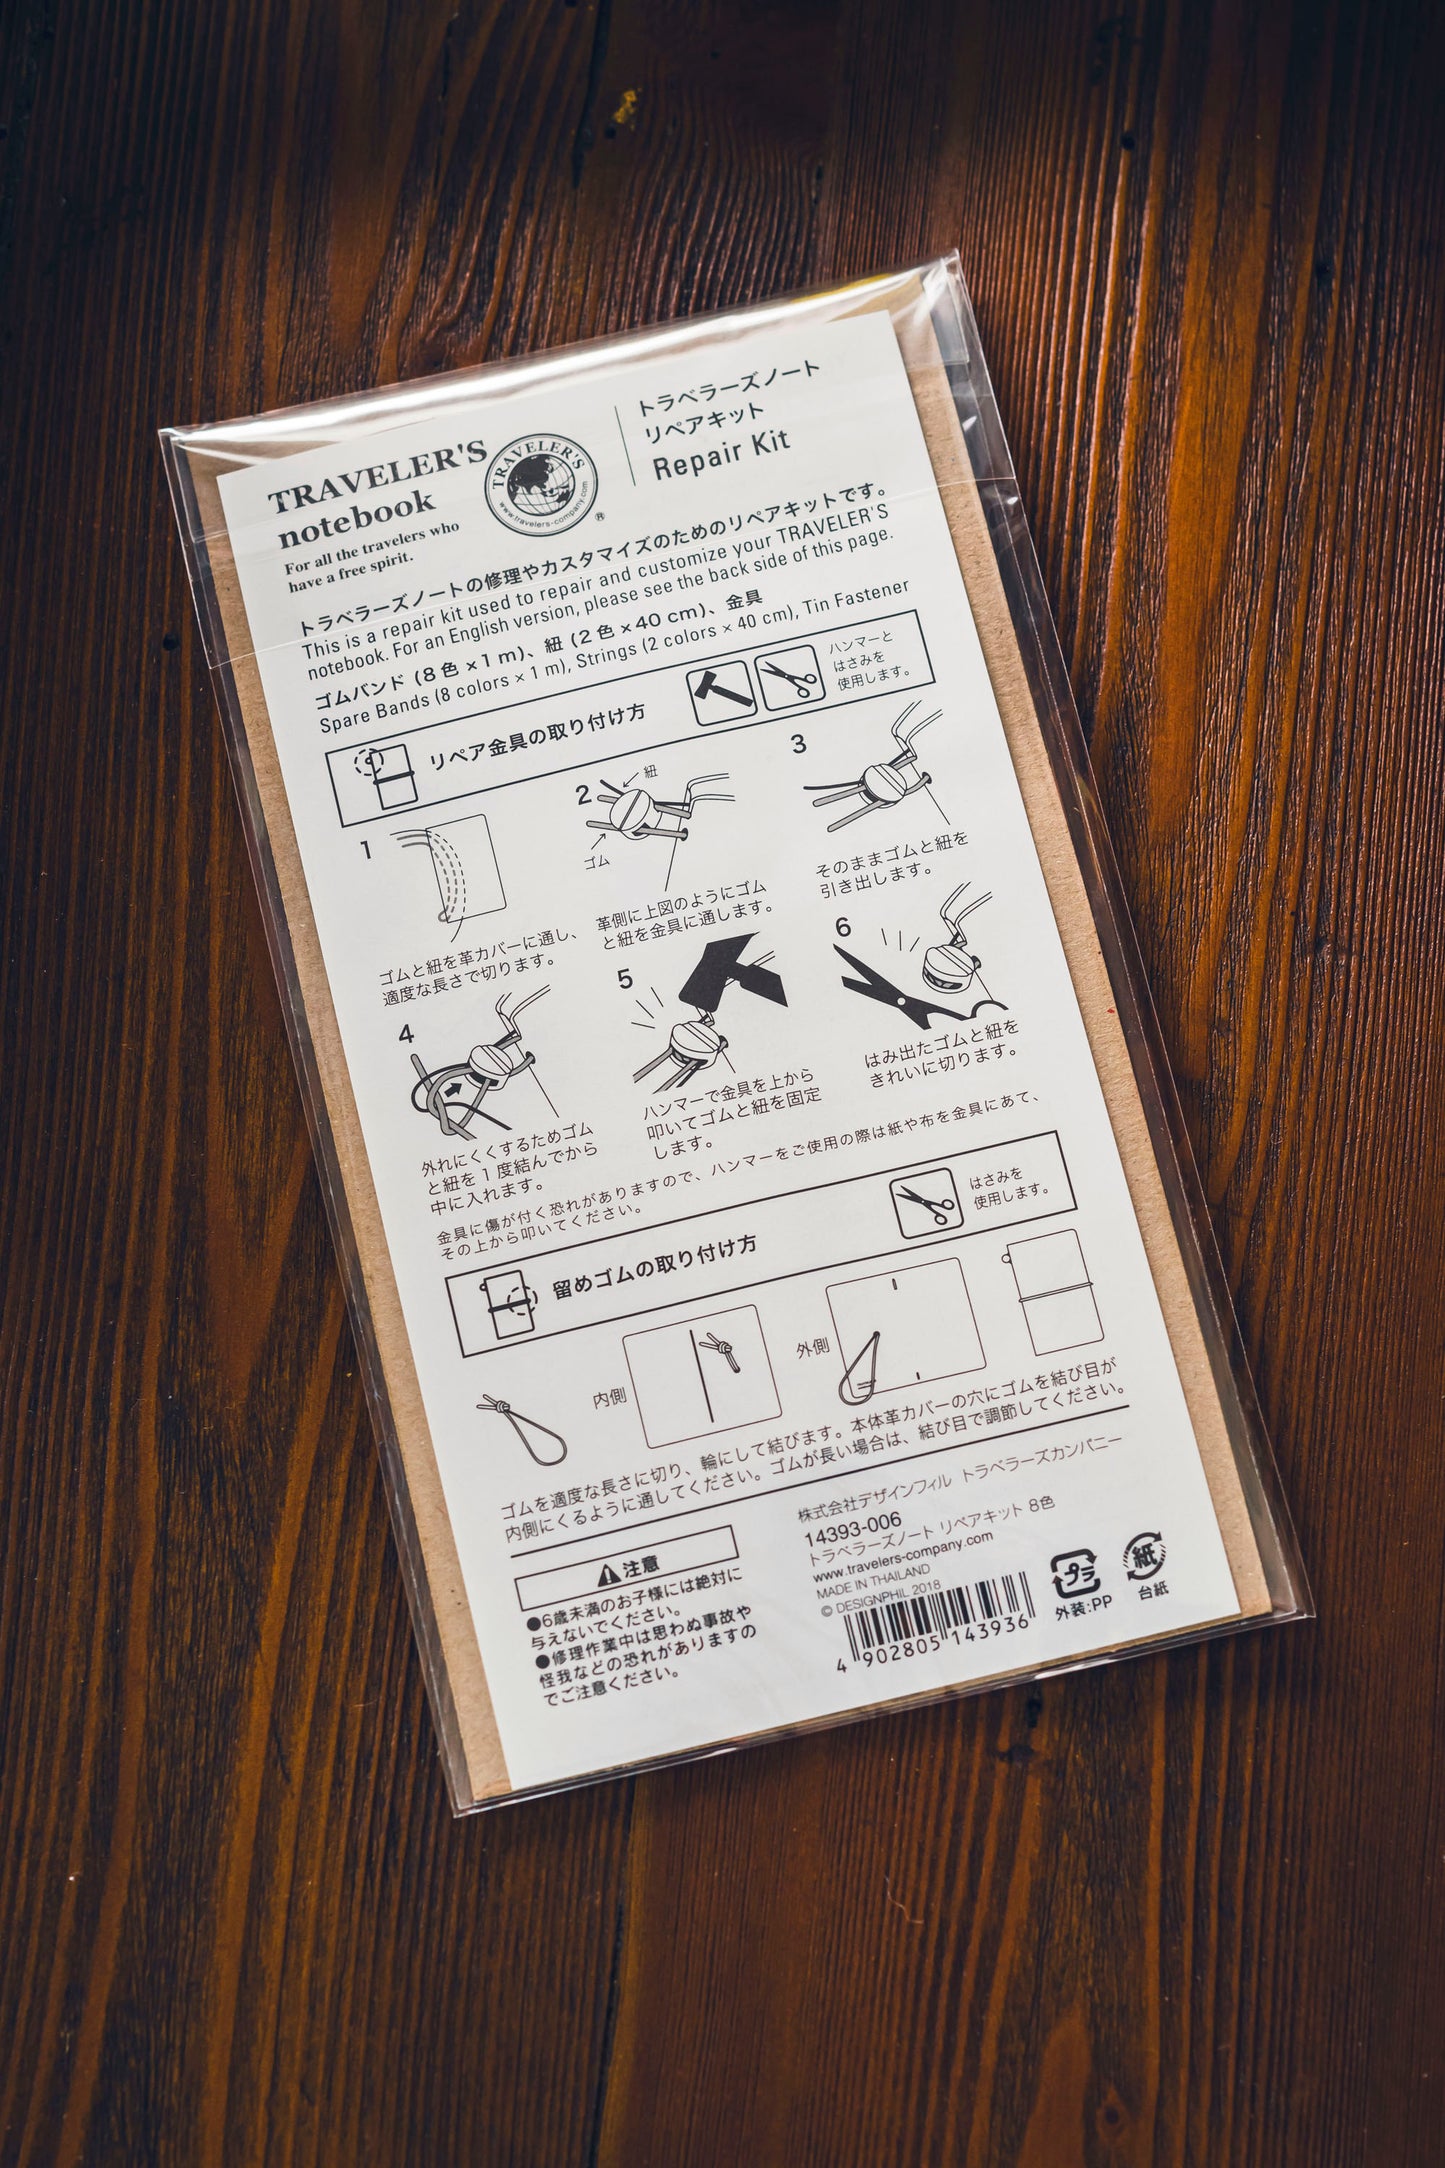 TRAVELER'S
notebook
For all the travelers who
have a free spirit.
TRAVELER'S
www.travelers-company.com
®
トラベラーズノート
リペアキット
Repair Kit
トラベラーズノートの修理やカスタマイズのためのリペアキットです。
This is a repair kit used to repair and customize your TRAVELER'S
notebook. For an English version, please see the back side of this page.
ゴムバンド (8色×1m)、紐 (2色×40cm)、金具
Spare Bands (8 colors × 1 m), Strings (2 colors × 40 cm), Tin Fastener
リペア金具の取り付け方
ハンマーと
はさみを
使用します。
1
ゴムと紐を革カバーに通し、
適度な長さで切ります。
2
紐
ゴム
革側に上図のようにゴム
と紐を金具に通します。
3
そのままゴムと紐を
引き出します。
4
外れにくくするためゴム
と紐を1度結んでから
中に入れます。
5
ハンマーで金具を上から
叩いてゴムと紐を固定
します。
6
はみ出たゴムと紐を
きれいに切ります。
金具に傷が付く恐れがありますので、ハンマーをご使用の際は紙や布を金具にあて、
その上から叩いてください。
留めゴムの取り付け方
はさみを
使用します。
内側
外側
ゴムを適度な長さに切り、輪にして結びます。本体革カバーの穴にゴムを結び目が
内側にくるように通してください。ゴムが長い場合は、結び目で調節してください。
注意
●6歳未満のお子様には絶対に
与えないでください。
●修理作業中は思わぬ事故や
怪我などの恐れがありますの
でご注意ください。
株式会社デザインフィル トラベラーズカンパニー
14393-006
トラベラーズノート リペアキット 8色
www.travelers-company.com
MADE IN THAILAND
© DESIGNPHIL 2018
4 902805 143936
プラ
外装:PP
紙
台紙